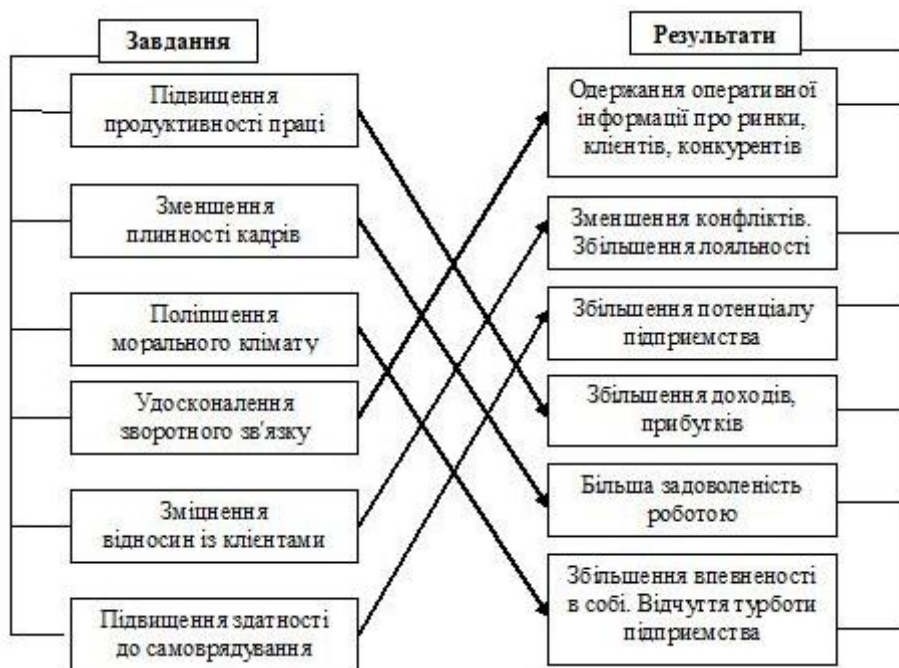 Завдання
Підвищення
продуктивності праці
Зменшення
плинності кадрів
Поліпшення
морального клімату
Удосконалення
зворотного зв'язку
Зміцнення
відносин із клієнтами
Підвищення здатності
до самоврядування
Результати
Одержання оперативної
інформації про ринки,
клієнтів, конкурентів
Зменшення конфліктів.
Збільшення лояльності
Збільшення потенціалу
підприємства
Збільшення доходів,
прибутків
Більша задоволеність
роботою
Збільшення впевненості
в собі. Відчуття турботи
підприємства